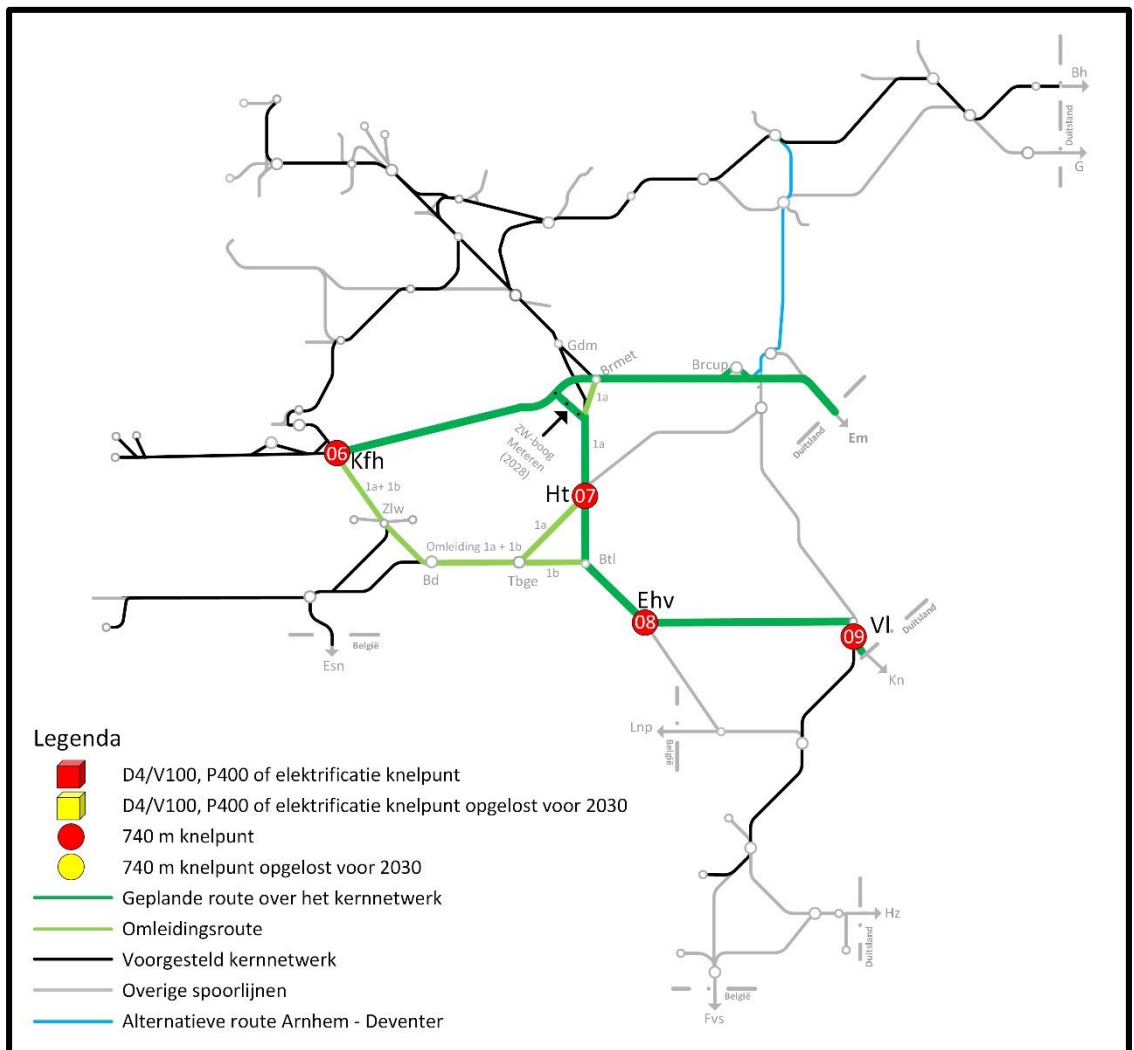 Bh
Duitsland
G
Gdm
Brmet
Brcup
1a
1a
ZW-boog
Meteren
(2028)
Duitsland
Em
06
Kfh
1a+ 1b
Ht
07
Zlw
1a
Omleiding 1a + 1b
Bd
Tbge
1b
Btl
Ehv
08
Duitsland
Vl.
09
Kn
België
Esn
Lnp
België
Hz
Duitsland
België
Fvs
Legenda
D4/V100, P400 of elektrificatie knelpunt
D4/V100, P400 of elektrificatie knelpunt opgelost voor 2030
740 m knelpunt
740 m knelpunt opgelost voor 2030
Geplande route over het kernnetwerk
Omleidingsroute
Voorgesteld kernnetwerk
Overige spoorlijnen
Alternatieve route Arnhem - Deventer